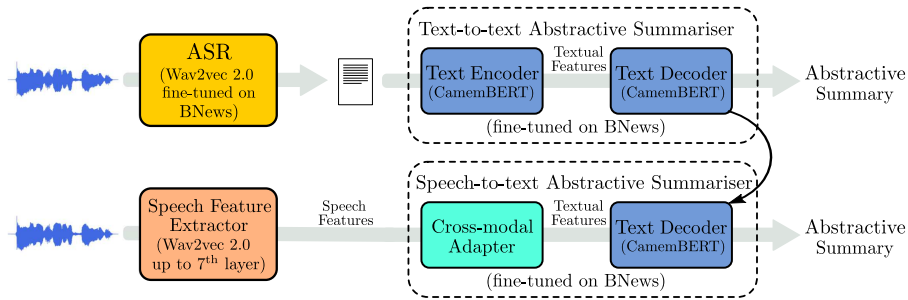 Text-to-text Abstractive Summariser
ASR
(Wav2vec 2.0
fine-tuned on
BNews)
Text Encoder
(CamemBERT)
Textual
Features
Text Decoder
(CamemBERT)
Abstractive
Summary
(fine-tuned on BNews)
Speech-to-text Abstractive Summariser
Speech Feature
Extractor
(Wav2vec 2.0
up to 7th layer)
Speech
Features
Cross-modal
Adapter
Textual
Features
Text Decoder
(CamemBERT)
Abstractive
Summary
(fine-tuned on BNews)